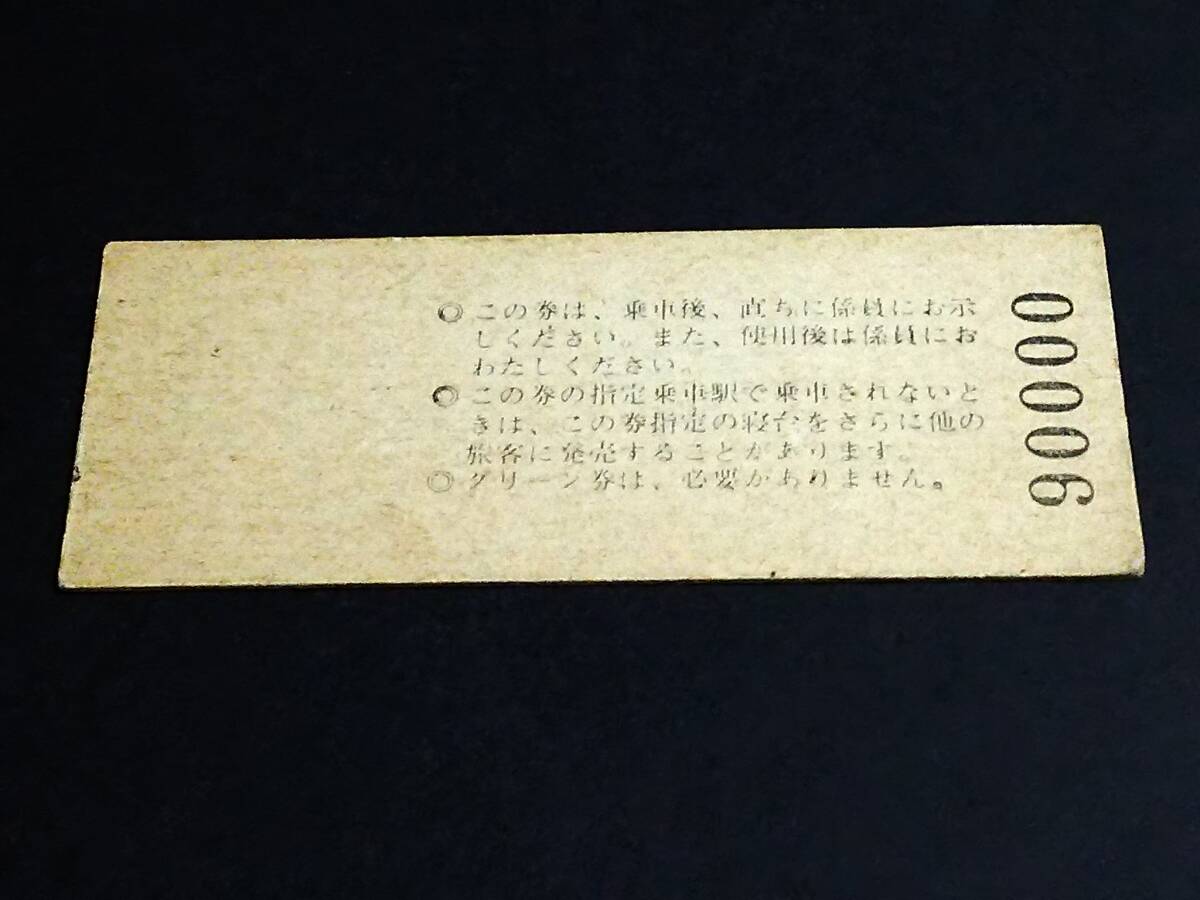 ◎ この券は、乗車後、直ちに係員にお示
しください。また、使用後は係員にお
わたしください。
◎ この券の指定乗車駅で乗車されないと
きは、この券指定の寝台をさらに他の
旅客に発売することがあります。
◎ グリーン券は、必要がありません。
00009